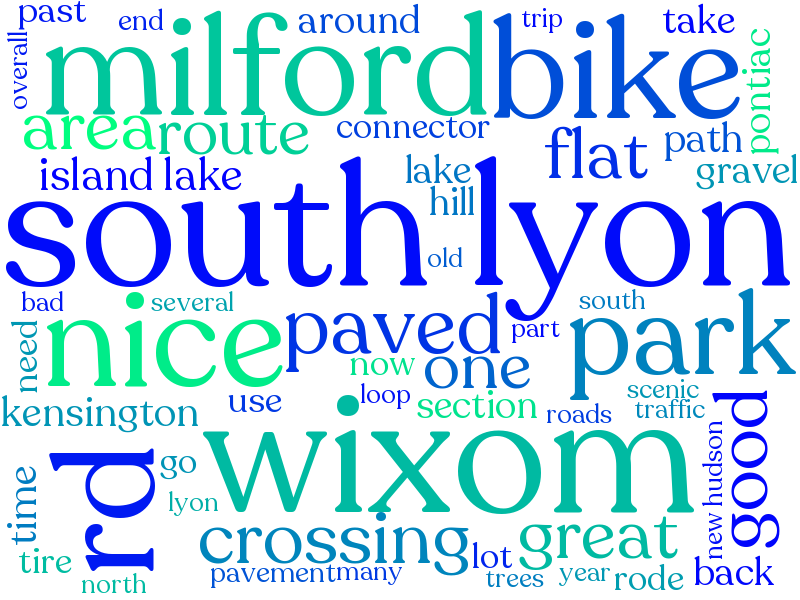 past
end
around
trip
take
overall
milford
bike
pontiac
area
route
connector
flat
path
island lake
lake
gravel
hill
south lyon
old
bad
several
south
nice
paved
part
park
need
now
one
scenic
kensington
use
loop
section
roads
traffic
good
rd
go
wixom
new hudson
time
lyon
crossing
great
tire
lot
north
pavement
many
trees
year
rode
back